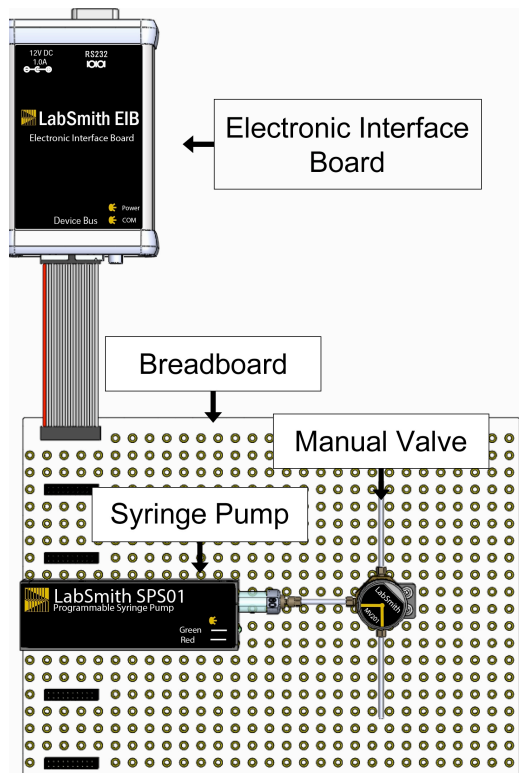 12V DC
1.0A
RS232
LabSmith EIB
Electronic Interface Board
Electronic Interface
Board
Power
Device Bus COM
Breadboard
Manual Valve
Syringe Pump
LabSmith SPS01
Programmable Syringe Pump
Green
Red
LabSmith
MV201